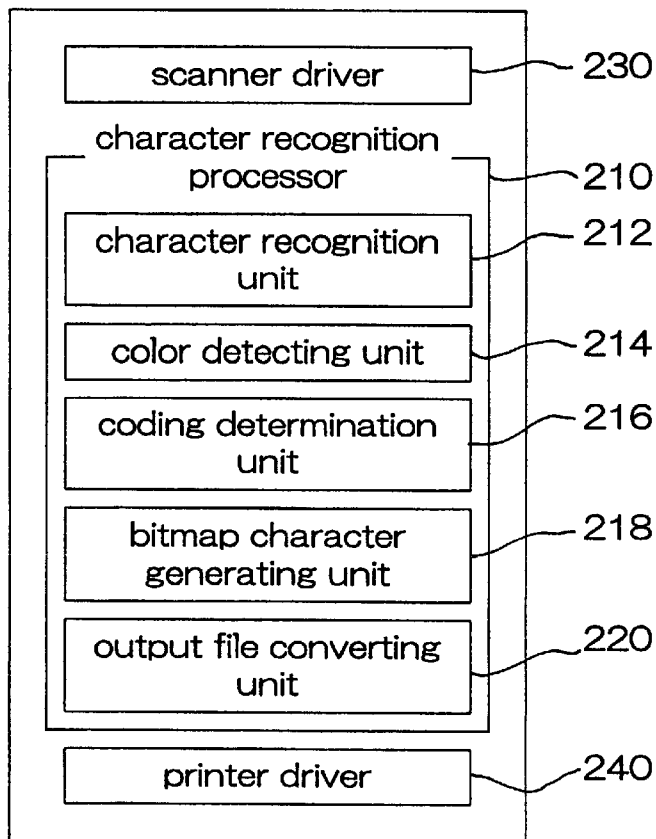 scanner driver
230
character recognition
processor
210
character recognition
unit
212
color detecting unit
214
coding determination
unit
216
bitmap character
generating unit
218
output file converting
unit
220
printer driver
240